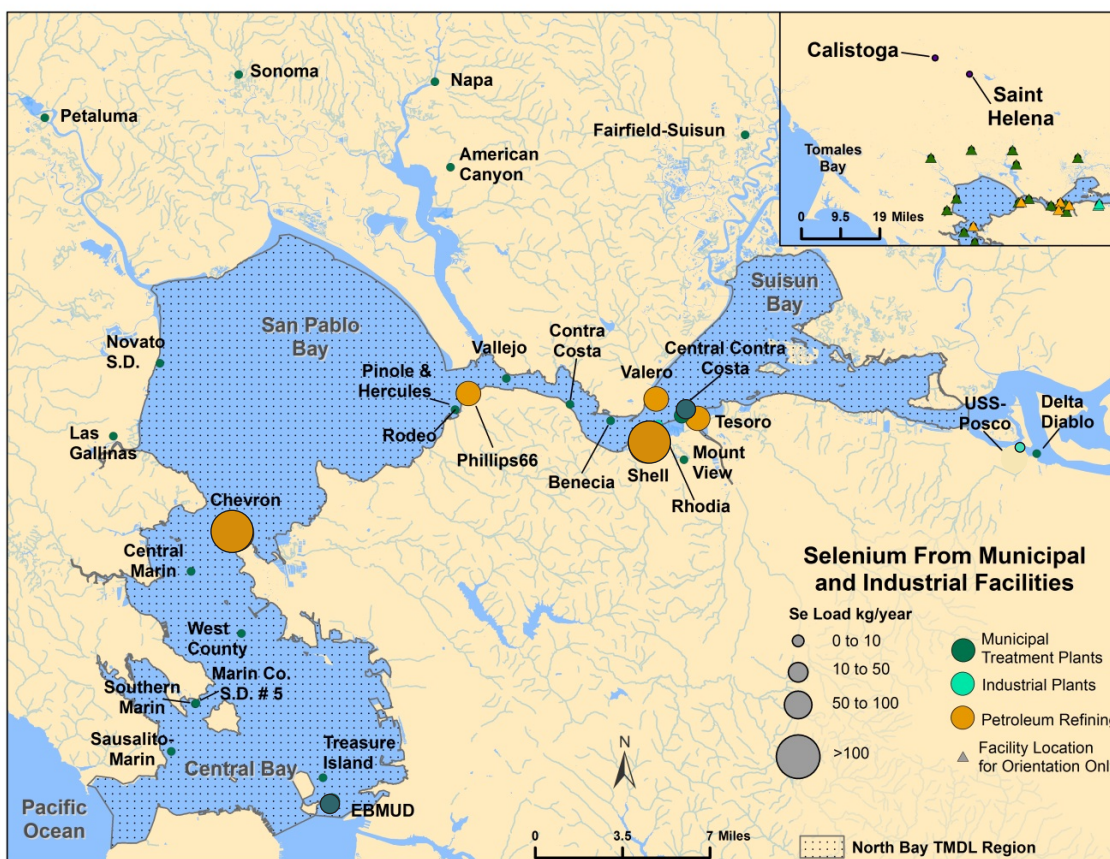 Calistoga
Saint
Helena
Tomales
Bay
0 9.5 19 Miles
Sonoma
Napa
Petaluma
Fairfield-Suisun
American
Canyon
Suisun
Bay
San Pablo
Bay
Novato
S.D.
Vallejo
Contra
Costa
Central Contra
Costa
Valero
Pinole &
Hercules
USS-
Posco
Delta
Diablo
Rodeo
Phillips66
Tesoro
Las
Gallinas
Benecia
Shell
Mount
View
Rhodia
Chevron
Central
Marin
West
County
Marin Co.
S.D. # 5
Southern
Marin
Sausalito-
Marin
Treasure
Island
Central Bay
EBMUD
Pacific
Ocean
N
0 3.5 7 Miles
Selenium From Municipal
and Industrial Facilities
Se Load kg/year
0 to 10
10 to 50
50 to 100
>100
Municipal
Treatment Plants
Industrial Plants
Petroleum Refining
Facility Location
for Orientation Onl
North Bay TMDL Region